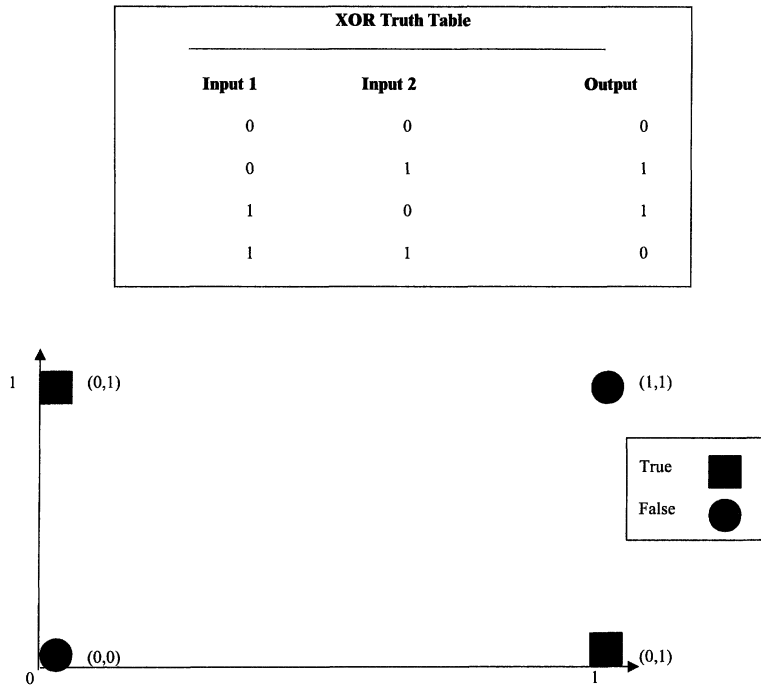 XOR Truth Table
Input 1 Input 2 Output
0 0 0
0 1 1
1 0 1
1 1 0
1 (0,1) (1,1)
True
False
(0,0) (0,1)
0 1